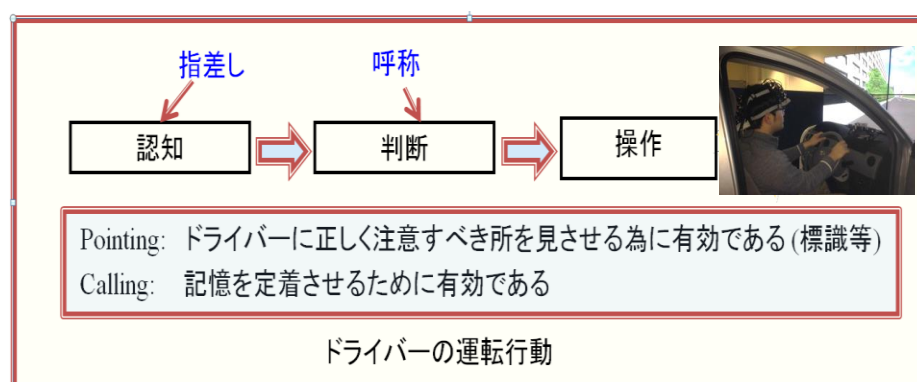 指差し 呼称
認知 判断 操作
Pointing: ドライバーに正しく注意すべき所を見させる為に有効である(標識等)
Calling: 記憶を定着させるために有効である
ドライバーの運転行動